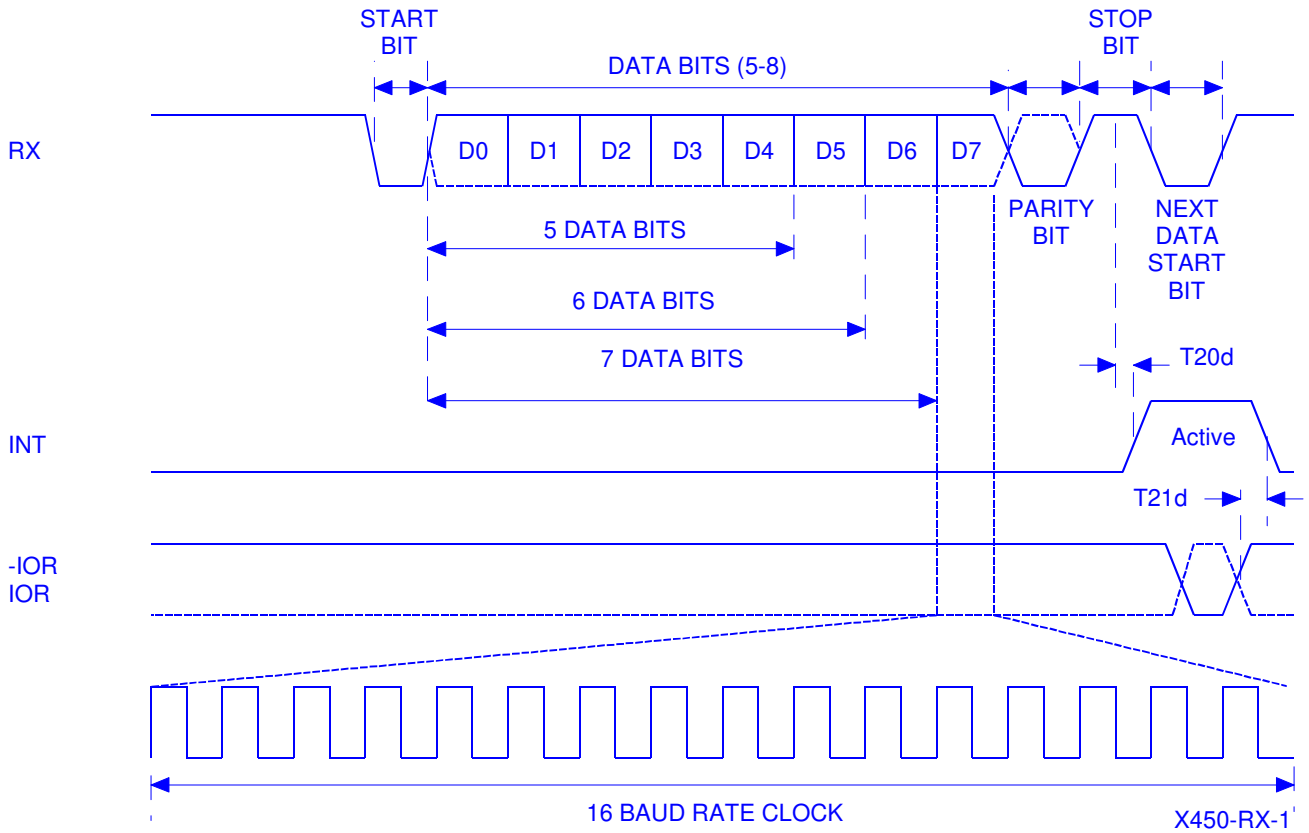 START
BIT
STOP
BIT
DATA BITS (5-8)
RX
D0 D1 D2 D3 D4 D5 D6 D7
PARITY
BIT
NEXT
DATA
START
BIT
5 DATA BITS
6 DATA BITS
7 DATA BITS
T20d
INT
Active
T21d
-IOR
IOR
16 BAUD RATE CLOCK
X450-RX-1